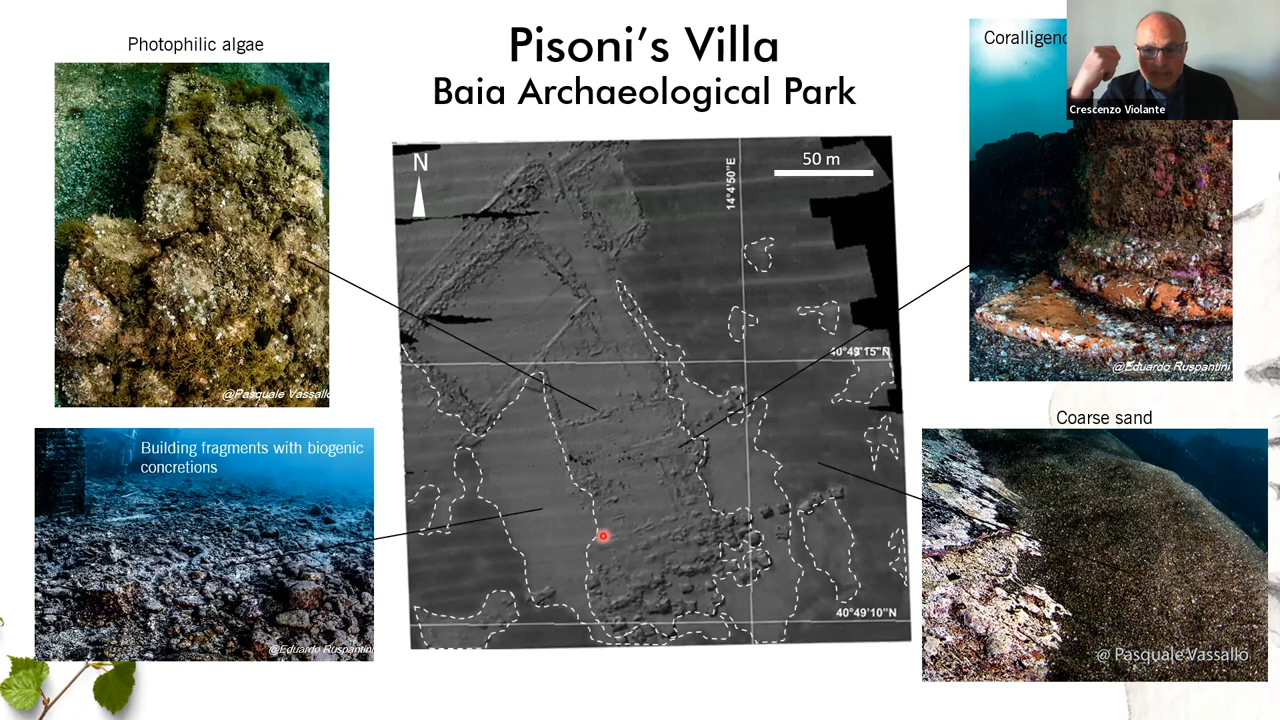 Pisoni's Villa
Baia Archaeological Park
Photophilic algae
@Pasquale Vassallo
Building fragments with biogenic
concretions
@Eduardo Ruspantini
N
50 m
14°4'50"E
40°49'15"N
40°49'10"N
Crescenzo Violante
@Eduardo Ruspantini
Coarse sand
@ Pasquale Vassallo